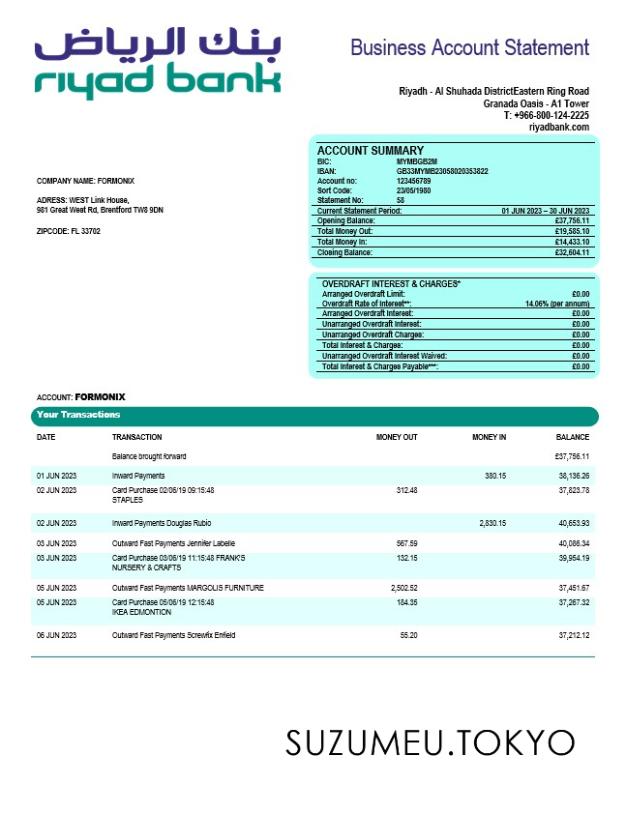 بنك الرياض
riyad bank
Business Account Statement
Riyadh - Al Shuhada DistrictEastern Ring Road
Granada Oasis - A1 Tower
T: +966-800-124-2225
riyadbank.com
COMPANY NAME: FORMONIX
ADRESS: WEST Link House,
981 Great West Rd, Brentford TW8 9DN
ZIPCODE: FL 33702
ACCOUNT SUMMARY
BIC: MYMBGB2M
IBAN: GB33MYMB23058020353822
Account no: 123456789
Sort Code: 23/05/1980
Statement No: 58
Current Statement Period: 01 JUN 2023 – 30 JUN 2023
Opening Balance: £37,756.11
Total Money Out: £19,585.10
Total Money In: £14,433.10
Closing Balance: £32,604.11
OVERDRAFT INTEREST & CHARGES*
Arranged Overdraft Limit: £0.00
Overdraft Rate of Interest**: 14.06% (per annum)
Arranged Overdraft Interest: £0.00
Unarranged Overdraft Interest: £0.00
Unarranged Overdraft Charges: £0.00
Total Interest & Charges: £0.00
Unarranged Overdraft Interest Waived: £0.00
Total Interest & Charges Payable***: £0.00
ACCOUNT: FORMONIX
Your Transactions
DATE TRANSACTION MONEY OUT MONEY IN BALANCE
Balance brought forward £37,756.11
01 JUN 2023 Inward Payments 380.15 38,136.26
02 JUN 2023 Card Purchase 02/06/19 09:15:48 312.48 37,823.78
STAPLES
02 JUN 2023 Inward Payments Douglas Rubio 2,830.15 40,653.93
03 JUN 2023 Outward Fast Payments Jennifer Labelle 567.59 40,086.34
03 JUN 2023 Card Purchase 03/06/19 11:15:48 FRANK'S 132.15 39,954.19
NURSERY & CRAFTS
05 JUN 2023 Outward Fast Payments MARGOLIS FURNITURE 2,502.52 37,451.67
05 JUN 2023 Card Purchase 05/06/19 12:15:48 184.35 37,267.32
IKEA EDMONTION
06 JUN 2023 Outward Fast Payments Screwfix Enfield 55.20 37,212.12
SUZUMEU.TOKYO